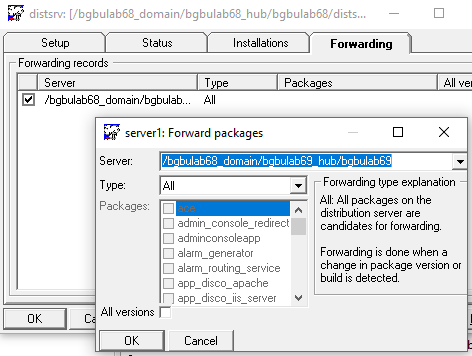 distsrv: [/bgbulab68_domain/bgbulab68_hub/bgbulab68/dists...
Setup
Status
Installations
Forwarding
Forwarding records
Server
Type
Packages
All ver
/bgbulab68_domain/bgbulab...
All
server1: Forward packages
Server:
/bgbulab68_domain/bgbulab69_hub/bgbulab69
Type:
All
Forwarding type explanation
All: All packages on the
distribution server are
candidates for forwarding.
Forwarding is done when a
change in package version or
build is detected.
Packages:
admin_console_redirect
adminconsoleapp
alarm_generator
alarm_routing_service
app_disco_apache
app_disco_iis_server
All versions
OK
Cancel
OK